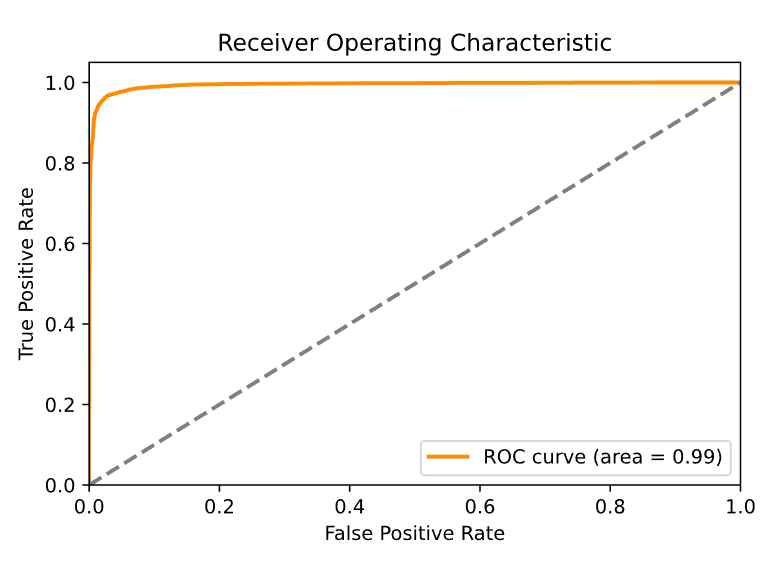 Receiver Operating Characteristic
1.0
0.8
0.6
0.4
0.2
0.0
True Positive Rate
ROC curve (area = 0.99)
0.0 0.2 0.4 0.6 0.8 1.0
False Positive Rate